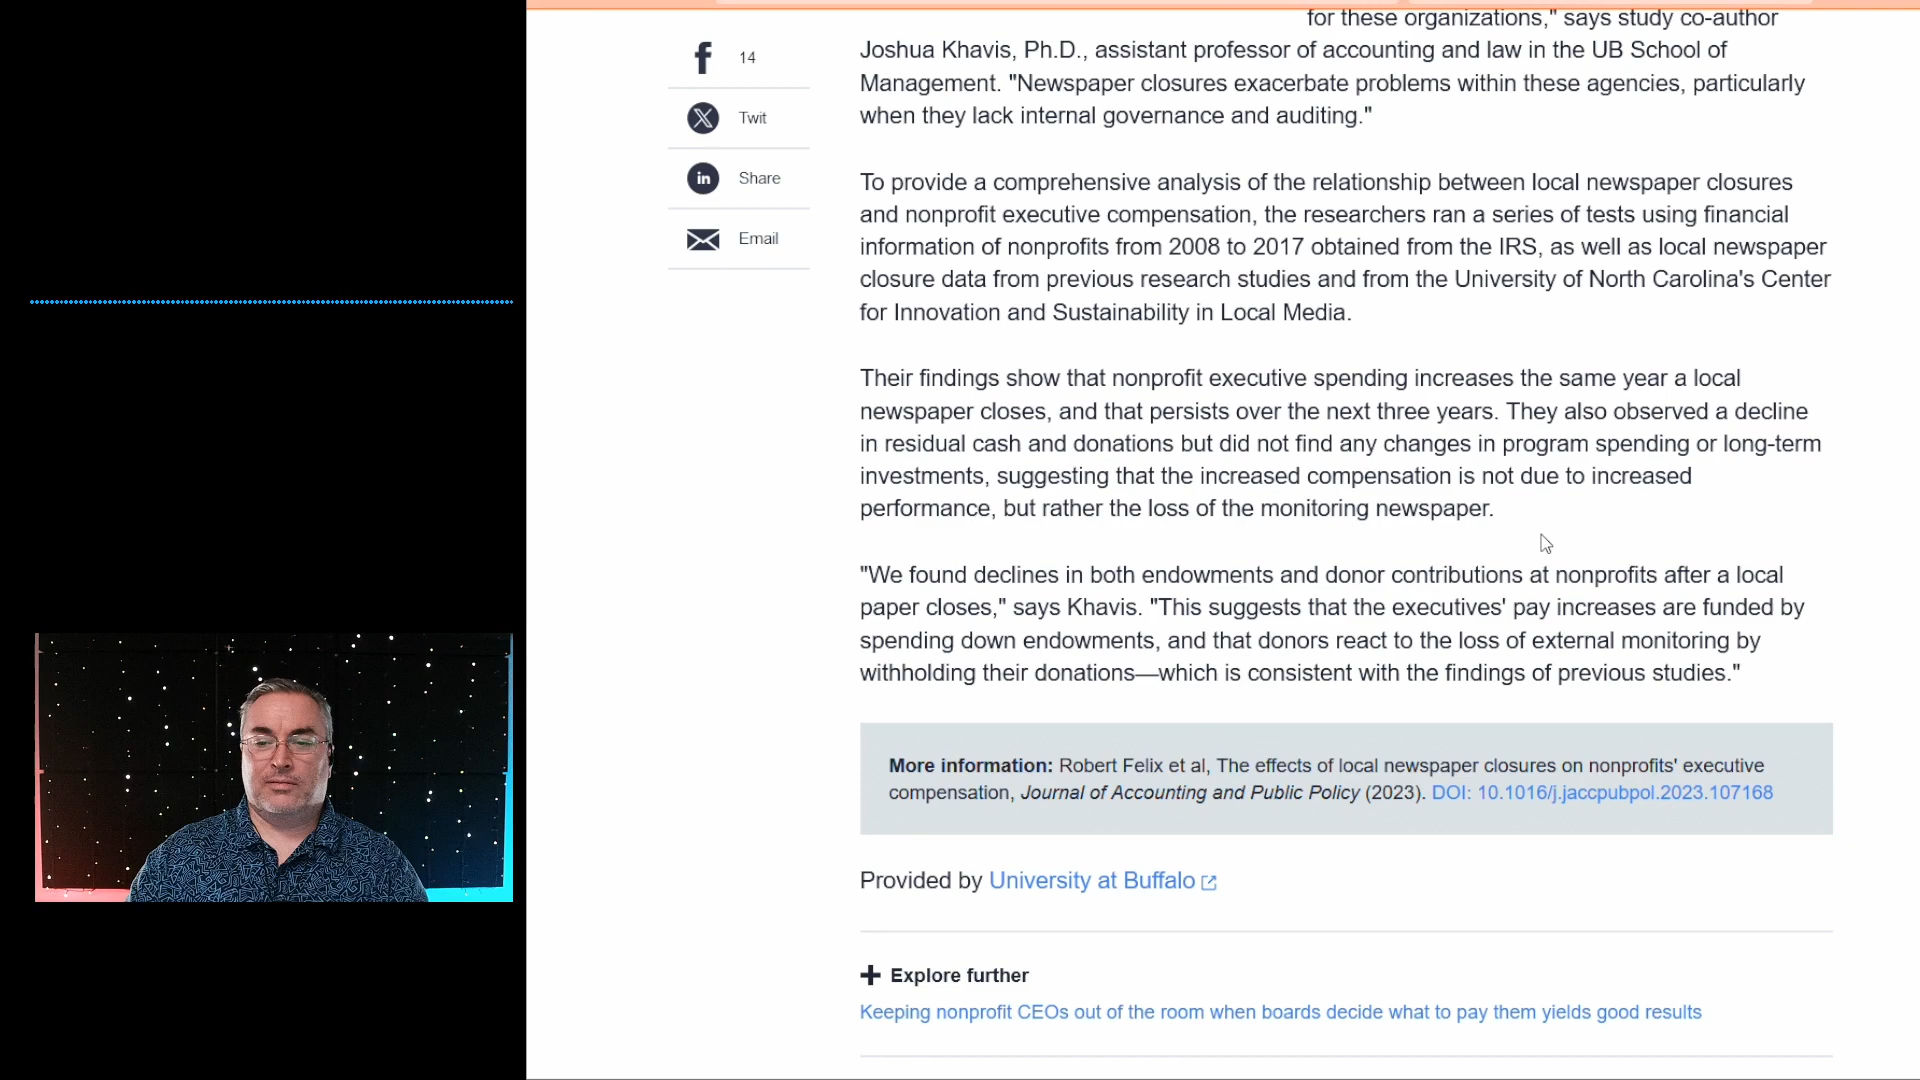 for these organizations," says study co-author
Joshua Khavis, Ph.D., assistant professor of accounting and law in the UB School of
Management. "Newspaper closures exacerbate problems within these agencies, particularly
when they lack internal governance and auditing."
14
Twit
Share
Email
To provide a comprehensive analysis of the relationship between local newspaper closures
and nonprofit executive compensation, the researchers ran a series of tests using financial
information of nonprofits from 2008 to 2017 obtained from the IRS, as well as local newspaper
closure data from previous research studies and from the University of North Carolina's Center
for Innovation and Sustainability in Local Media.
Their findings show that nonprofit executive spending increases the same year a local
newspaper closes, and that persists over the next three years. They also observed a decline
in residual cash and donations but did not find any changes in program spending or long-term
investments, suggesting that the increased compensation is not due to increased
performance, but rather the loss of the monitoring newspaper.
"We found declines in both endowments and donor contributions at nonprofits after a local
paper closes," says Khavis. "This suggests that the executives' pay increases are funded by
spending down endowments, and that donors react to the loss of external monitoring by
withholding their donations—which is consistent with the findings of previous studies."
More information: Robert Felix et al, The effects of local newspaper closures on nonprofits' executive
compensation, Journal of Accounting and Public Policy (2023). DOI: 10.1016/j.jaccpubpol.2023.107168
Provided by University at Buffalo
Explore further
Keeping nonprofit CEOs out of the room when boards decide what to pay them yields good results